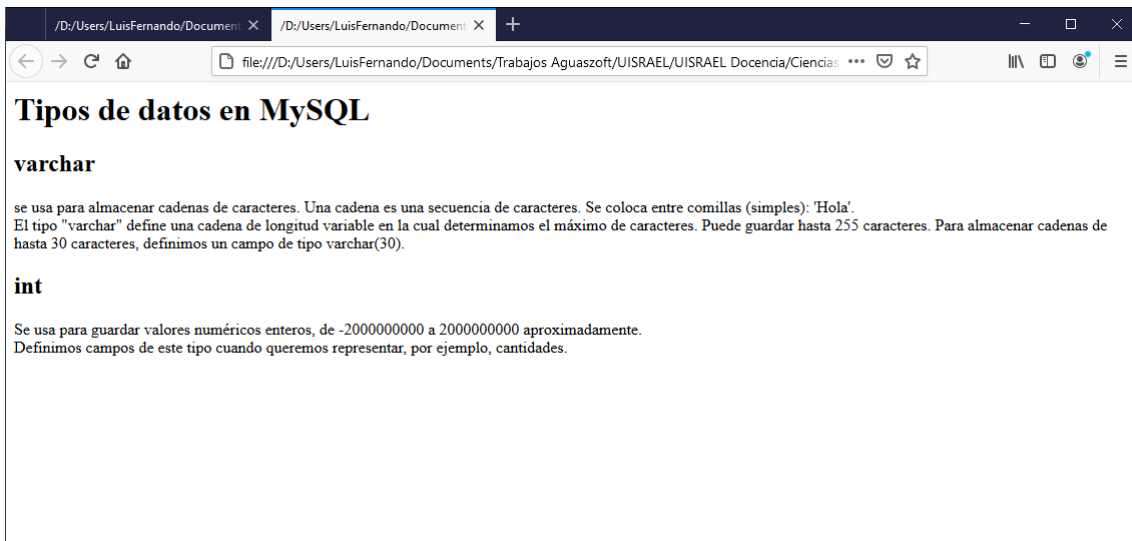 /D:/Users/LuisFernando/Document
/D:/Users/LuisFernando/Document
file:///D:/Users/LuisFernando/Documents/Trabajos Aguaszoft/UISRAEL/UISRAEL Docencia/Ciencias
Tipos de datos en MySQL
varchar
se usa para almacenar cadenas de caracteres. Una cadena es una secuencia de caracteres. Se coloca entre comillas (simples): 'Hola'.
El tipo "varchar" define una cadena de longitud variable en la cual determinamos el máximo de caracteres. Puede guardar hasta 255 caracteres. Para almacenar cadenas de
hasta 30 caracteres, definimos un campo de tipo varchar(30).
int
Se usa para guardar valores numéricos enteros, de -2000000000 a 2000000000 aproximadamente.
Definimos campos de este tipo cuando queremos representar, por ejemplo, cantidades.